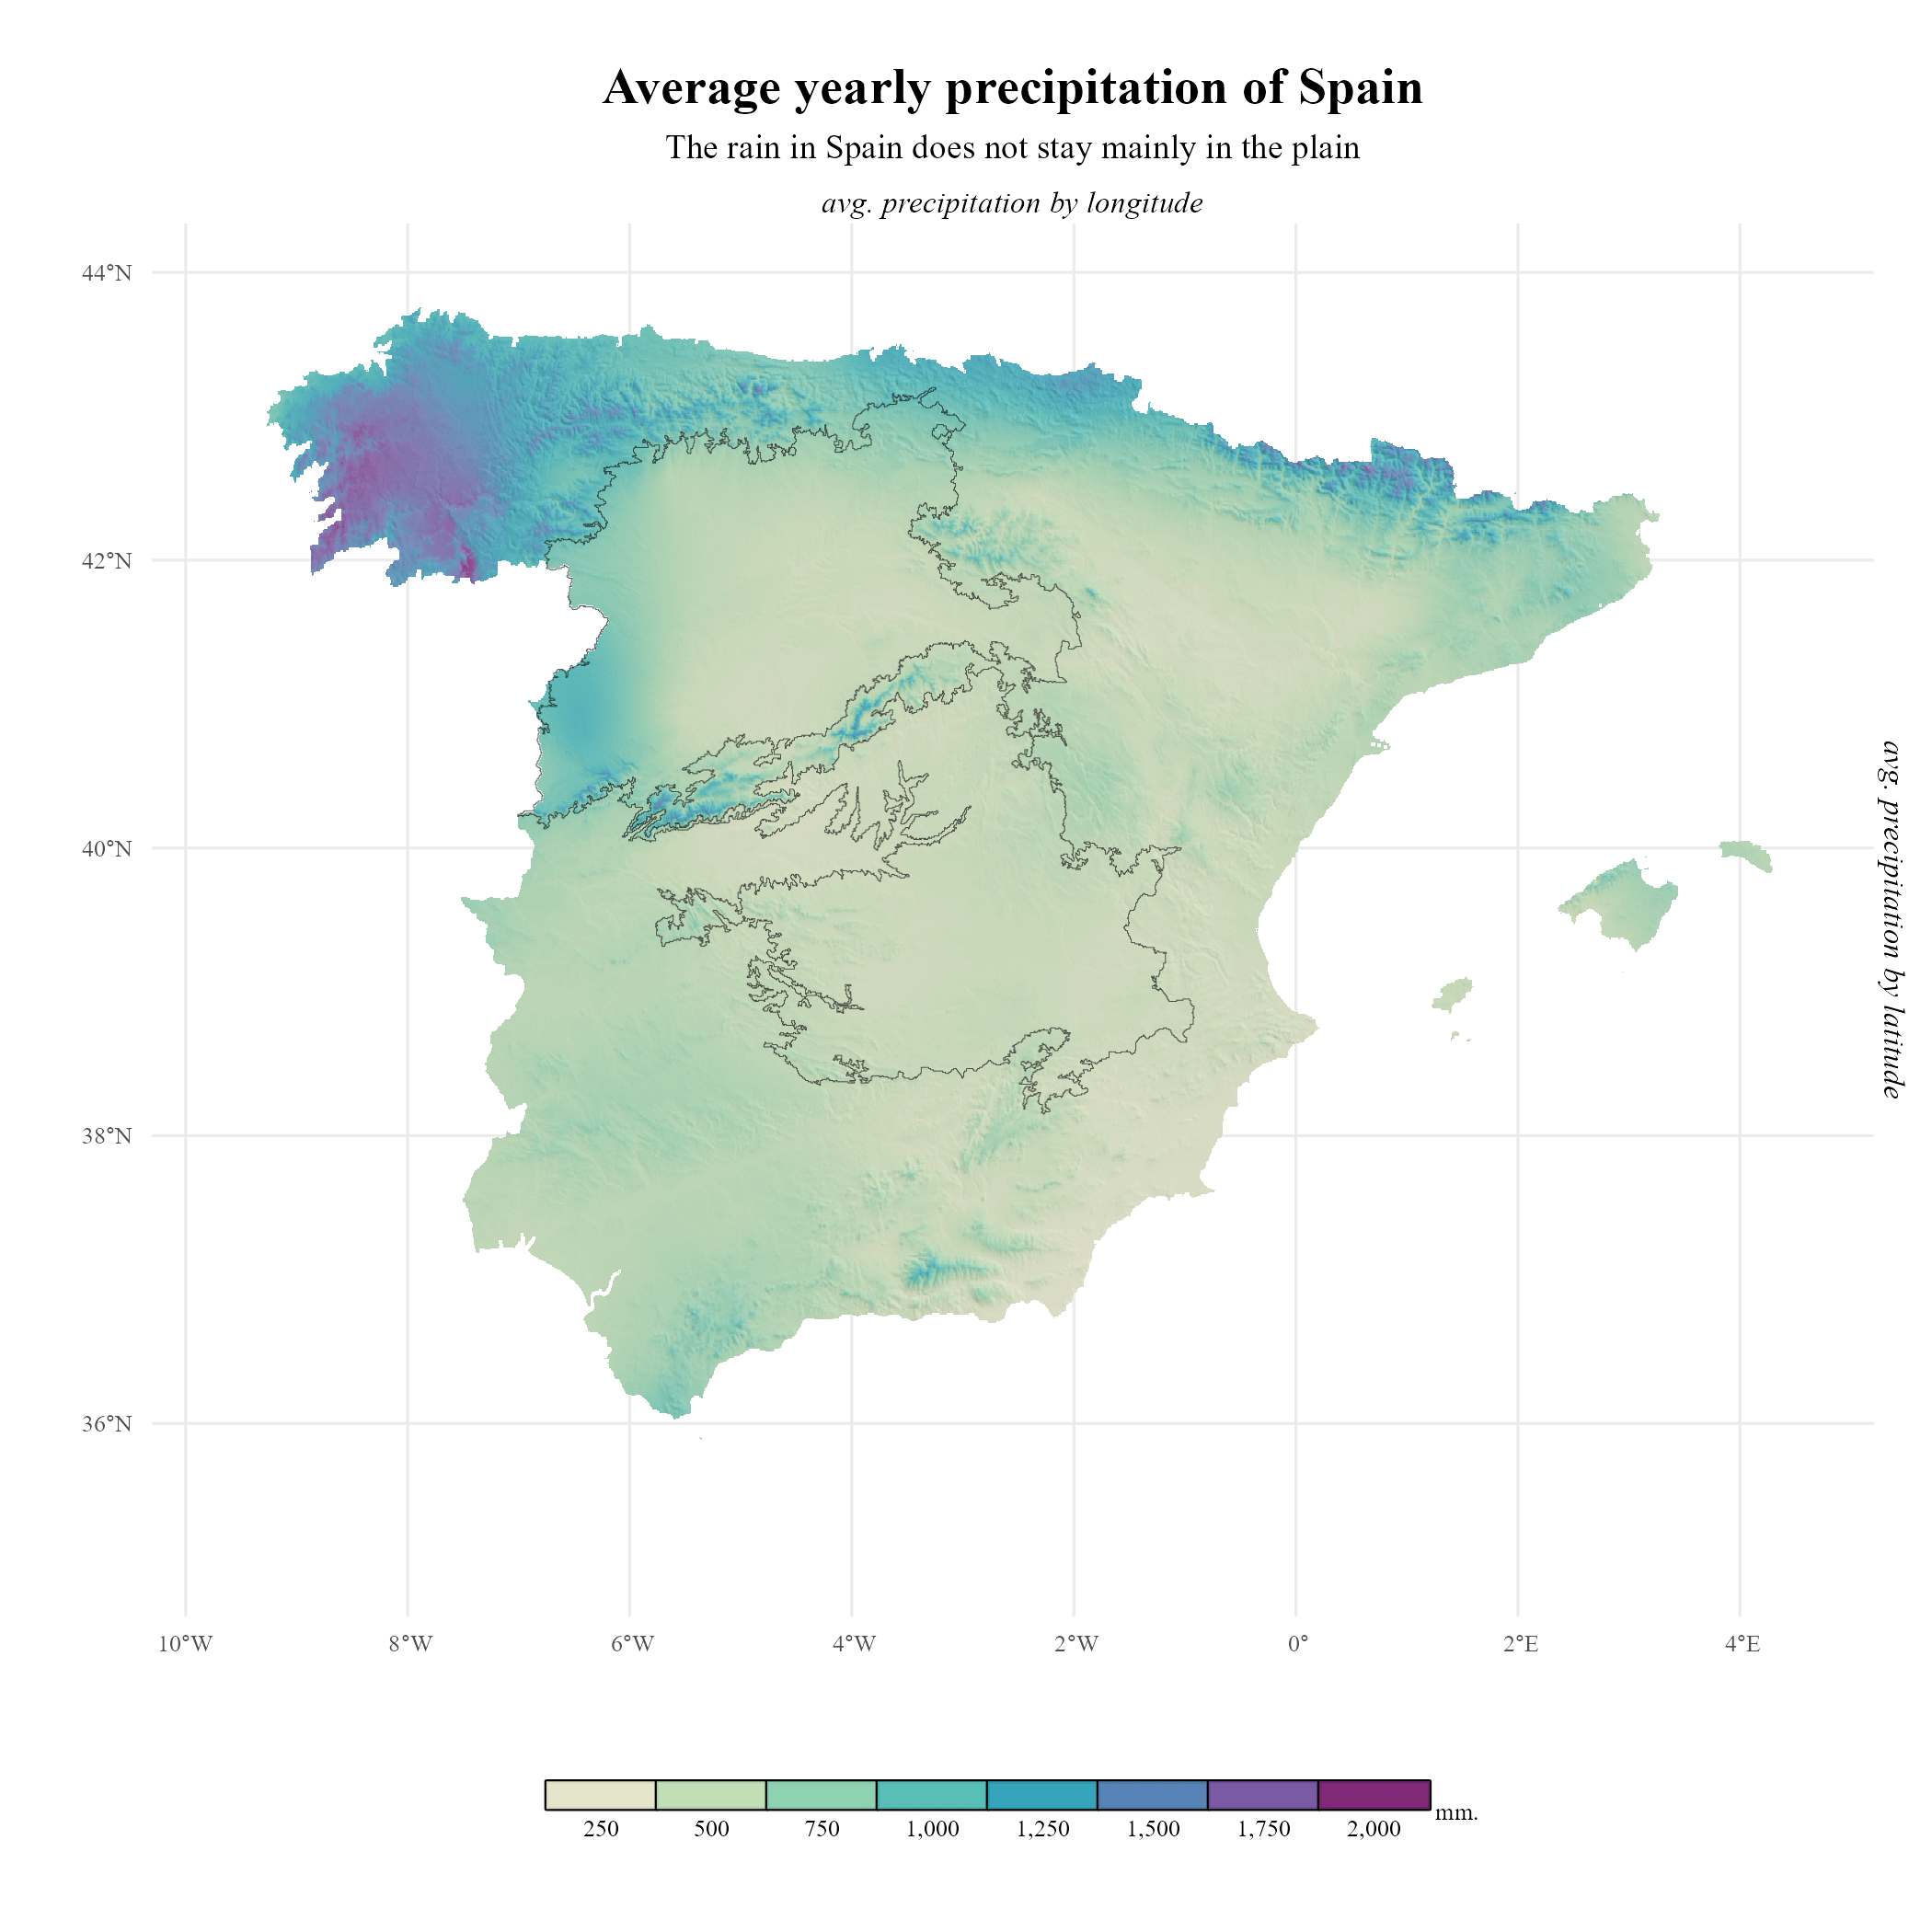 Average yearly precipitation of Spain
The rain in Spain does not stay mainly in the plain
avg. precipitation by longitude
44°N
42°N
40°N
38°N
36°N
avg. precipitation by latitude
10°W 8°W 6°W 4°W 2°W 0° 2°E 4°E
mm.
250 500 750 1,000 1,250 1,500 1,750 2,000